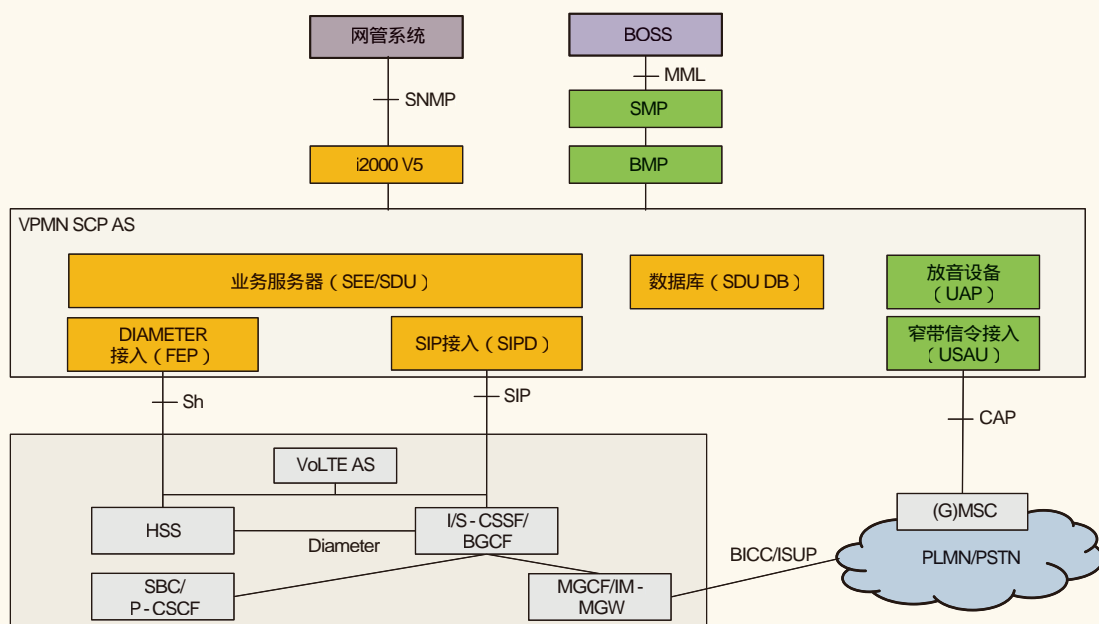 网管系统
BOSS
MML
SNMP
SMP
i2000 V5
BMP
VPMN SCP AS
业务服务器（SEE/SDU）
数据库（SDU DB）
放音设备
（UAP）
DIAMETER
接入（FEP）
SIP接入（SIPD）
窄带信令接入
（USAU）
Sh
SIP
CAP
VoLTE AS
HSS
I/S-CSSF/
BGCF
(G)MSC
Diameter
BICC/ISUP
PLMN/PSTN
SBC/
P-CSCF
MGCF/IM-
MGW